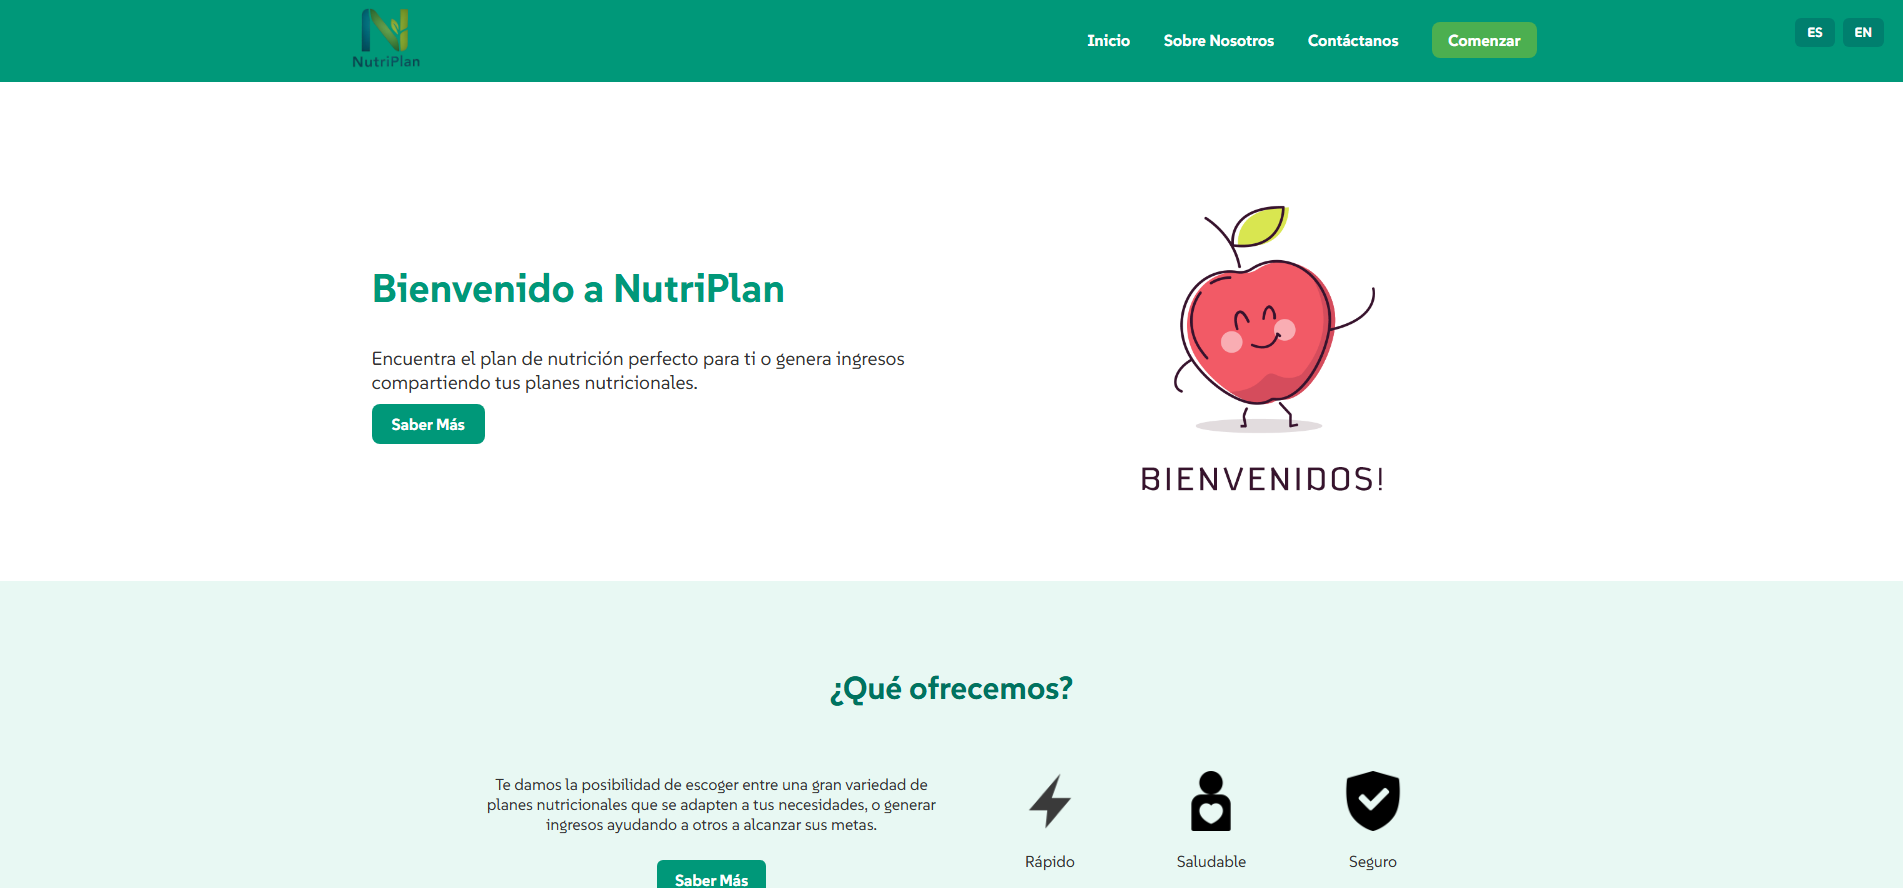 NutriPlan
Inicio
Sobre Nosotros
Contáctanos
Comenzar
ES
EN
Bienvenido a NutriPlan
Encuentra el plan de nutrición perfecto para ti o genera ingresos
compartiendo tus planes nutricionales.
Saber Más
BIENVENIDOS!
¿Qué ofrecemos?
Te damos la posibilidad de escoger entre una gran variedad de
planes nutricionales que se adapten a tus necesidades, o generar
ingresos ayudando a otros a alcanzar sus metas.
Saber Más
Rápido
Saludable
Seguro